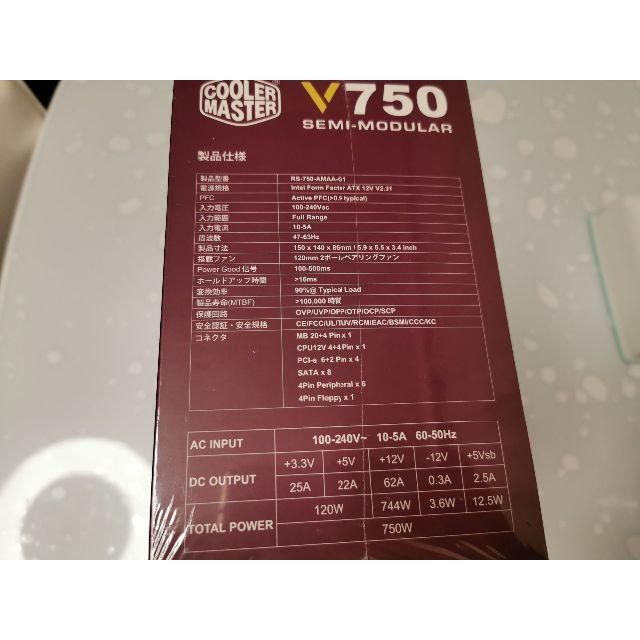 COOLER MASTER
V750
SEMI-MODULAR
製品仕様
製品型番 RS-750-AMAA-G1
電源規格 Intel Form Factor ATX 12V V2.31
PFC Active PFC(>0.9 typical)
入力電圧 100-240Vac
入力範囲 Full Range
入力電流 10-5A
周波数 47-63Hz
製品寸法 150 x 140 x 86mm / 5.9 x 5.5 x 3.4 inch
搭載ファン 120mm 2ボールベアリングファン
Power Good 信号 100-500ms
ホールドアップ時間 >16ms
変換効率 90%@ Typical Load
製品寿命(MTBF) >100,000 時間
保護回路 OVP/UVP/OPP/OTP/OCP/SCP
安全認証・安全規格 CE/FCC/UL/TUV/RCM/EAC/BSMI/CCC/KC
コネクタ MB 20+4 Pin x 1
CPU12V 4+4 Pin x 1
PCI-e 6+2 Pin x 4
SATA x 8
4Pin Peripheral x 6
4Pin Floppy x 1
AC INPUT 100-240V~ 10-5A 60-50Hz
DC OUTPUT +3.3V +5V +12V -12V +5Vsb
25A 22A 62A 0.3A 2.5A
TOTAL POWER 120W 744W 3.6W 12.5W
750W